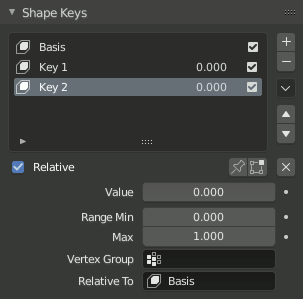 Shape Keys
Basis
Key 1 0.000
Key 2 0.000
Relative
Value 0.000
Range Min 0.000
Max 1.000
Vertex Group
Relative To Basis